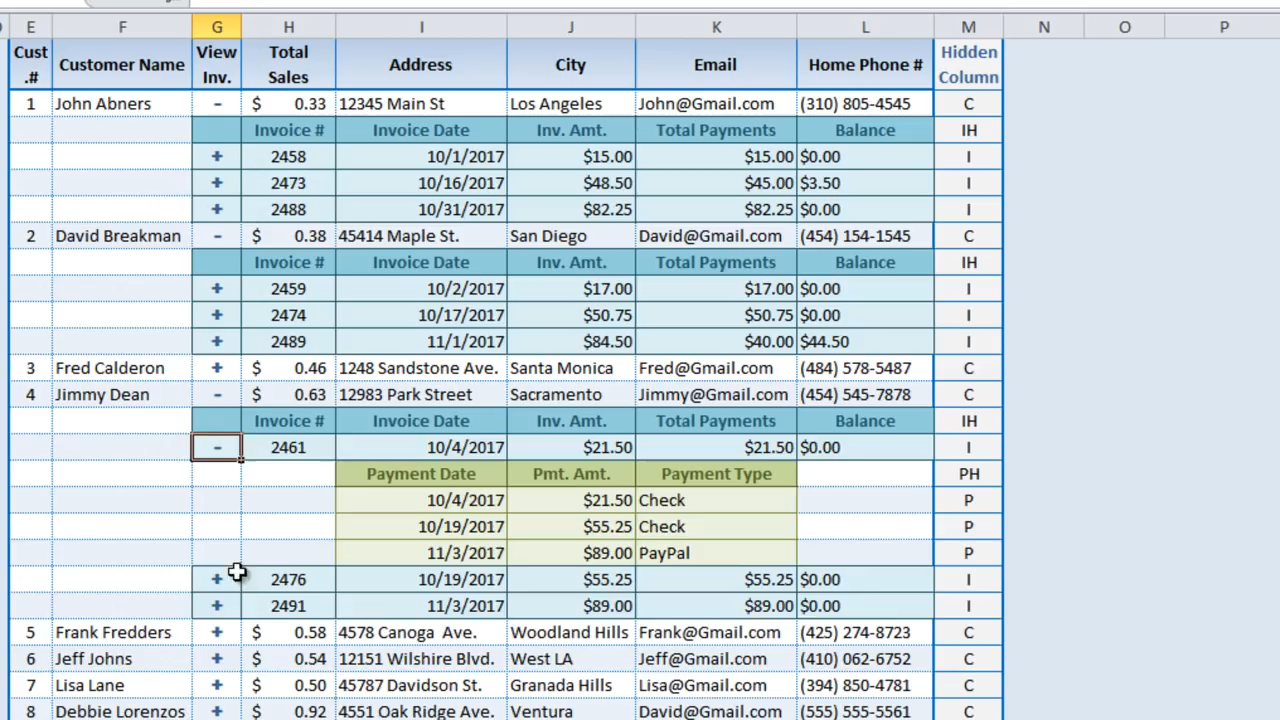 E F G H I J K L M N O P
Cust .# Customer Name View Inv. Total Sales Address City Email Home Phone # Hidden Column
1 John Abners - $ 0.33 12345 Main St Los Angeles John@Gmail.com (310) 805-4545 C
Invoice # Invoice Date Inv. Amt. Total Payments Balance IH
+ 2458 10/1/2017 $15.00 $15.00 $0.00 I
+ 2473 10/16/2017 $48.50 $45.00 $3.50 I
+ 2488 10/31/2017 $82.25 $82.25 $0.00 I
2 David Breakman - $ 0.38 45414 Maple St. San Diego David@Gmail.com (454) 154-1545 C
Invoice # Invoice Date Inv. Amt. Total Payments Balance IH
+ 2459 10/2/2017 $17.00 $17.00 $0.00 I
+ 2474 10/17/2017 $50.75 $50.75 $0.00 I
+ 2489 11/1/2017 $84.50 $40.00 $44.50 I
3 Fred Calderon + $ 0.46 1248 Sandstone Ave. Santa Monica Fred@Gmail.com (484) 578-5487 C
4 Jimmy Dean - $ 0.63 12983 Park Street Sacramento Jimmy@Gmail.com (454) 545-7878 C
Invoice # Invoice Date Inv. Amt. Total Payments Balance IH
- 2461 10/4/2017 $21.50 $21.50 $0.00 I
Payment Date Pmt. Amt. Payment Type PH
10/4/2017 $21.50 Check P
10/19/2017 $55.25 Check P
11/3/2017 $89.00 PayPal P
+ 2476 10/19/2017 $55.25 $55.25 $0.00 I
+ 2491 11/3/2017 $89.00 $89.00 $0.00 I
5 Frank Fredders + $ 0.58 4578 Canoga Ave. Woodland Hills Frank@Gmail.com (425) 274-8723 C
6 Jeff Johns + $ 0.54 12151 Wilshire Blvd. West LA Jeff@Gmail.com (410) 062-6752 C
7 Lisa Lane + $ 0.50 45787 Davidson St. Granada Hills Lisa@Gmail.com (394) 850-4781 C
8 Debbie Lorenzos + $ 0.92 4551 Oak Ridge Ave. Ventura David@Gmail.com (555) 555-5561 C